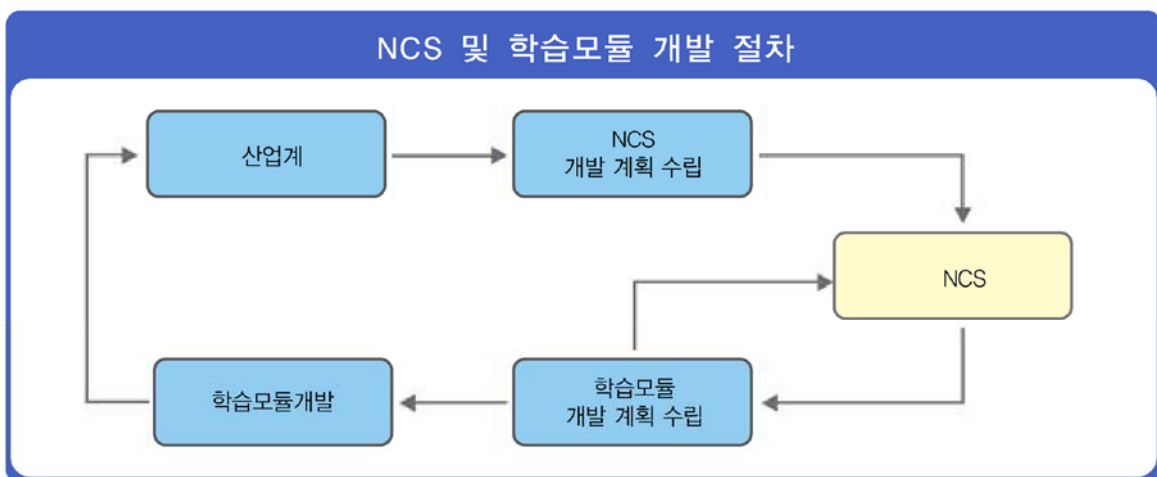 NCS 및 학습모듈 개발 절차
산업계
NCS
개발 계획 수립
NCS
학습모듈개발
학습모듈
개발 계획 수립